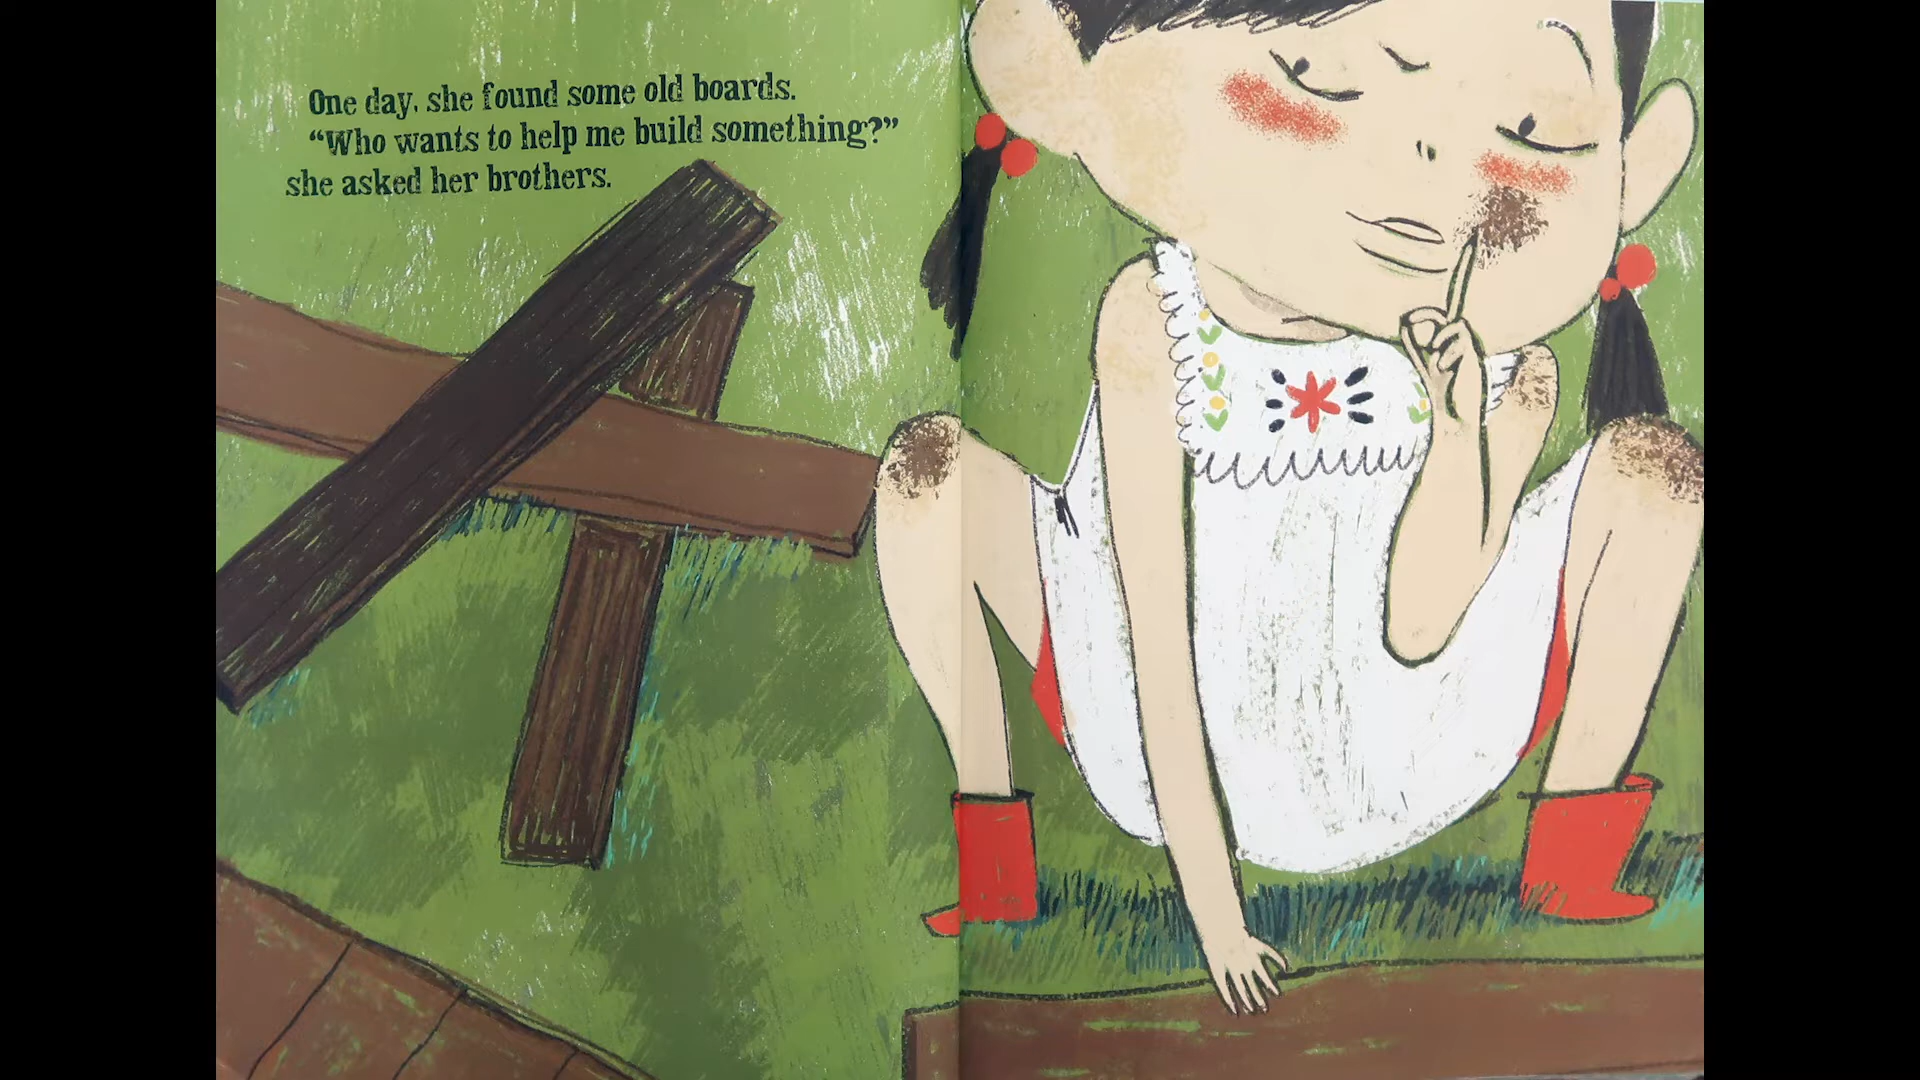 One day, she found some old boards.
“Who wants to help me build something?”
she asked her brothers.